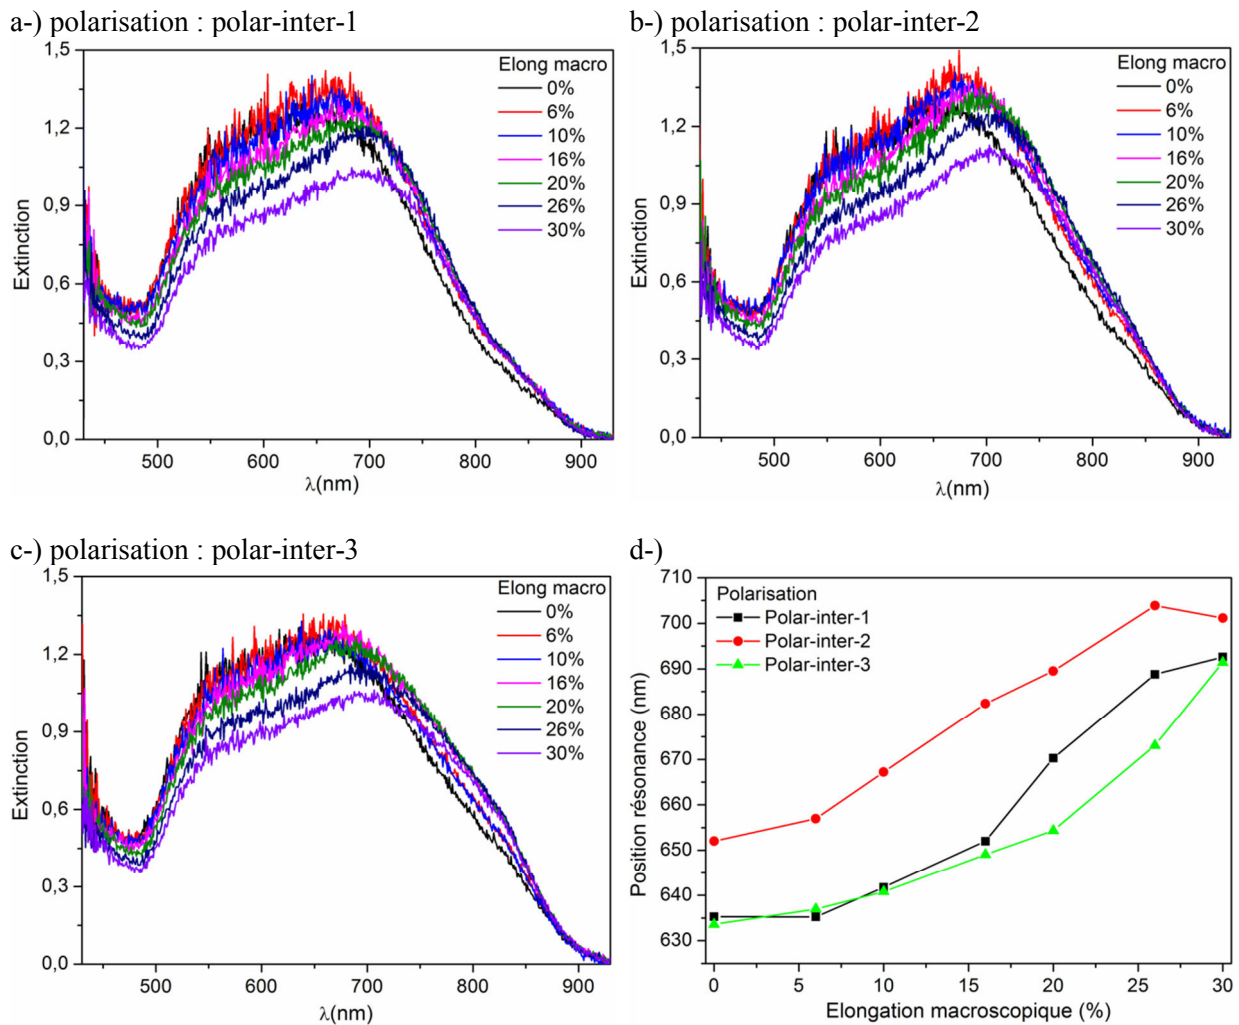 a-) polarisation : polar-inter-1
1,5
1,2
0,9
0,6
0,3
0,0
Extinction
500 600 700 800 900
λ(nm)
Elong macro
0%
6%
10%
16%
20%
26%
30%
b-) polarisation : polar-inter-2
1,5
1,2
0,9
0,6
0,3
0,0
Extinction
500 600 700 800 900
λ(nm)
Elong macro
0%
6%
10%
16%
20%
26%
30%
c-) polarisation : polar-inter-3
1,5
1,2
0,9
0,6
0,3
0,0
Extinction
500 600 700 800 900
λ(nm)
Elong macro
0%
6%
10%
16%
20%
26%
30%
d-)
710
700
690
680
670
660
650
640
630
Position résonance (nm)
Polarisation
Polar-inter-1
Polar-inter-2
Polar-inter-3
0 5 10 15 20 25 30
Elongation macroscopique (%)